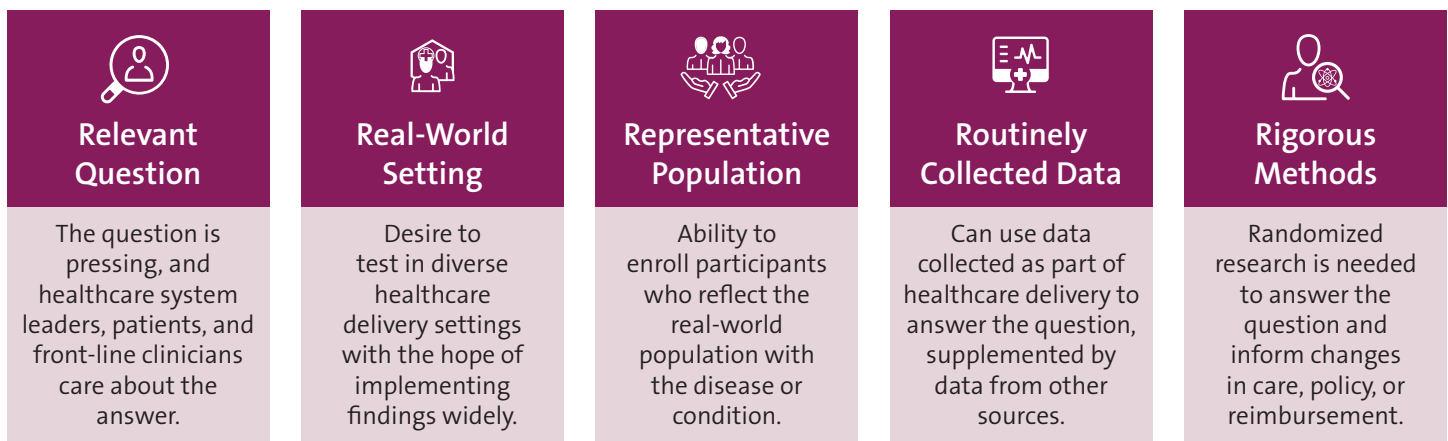 Relevant
Question
The question is
pressing, and
healthcare system
leaders, patients, and
front-line clinicians
care about the
answer.
Real-World
Setting
Desire to
test in diverse
healthcare
delivery settings
with the hope of
implementing
findings widely.
Representative
Population
Ability to
enroll participants
who reflect the
real-world
population with
the disease or
condition.
Routinely
Collected Data
Can use data
collected as part of
healthcare delivery to
answer the question,
supplemented by
data from other
sources.
Rigorous
Methods
Randomized
research is needed
to answer the
question and
inform changes
in care, policy, or
reimbursement.